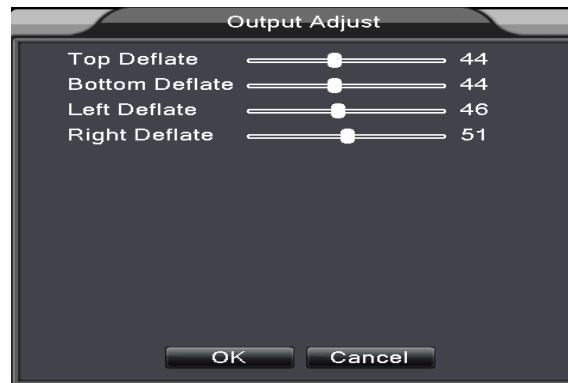 Output Adjust
Top Deflate 44
Bottom Deflate 44
Left Deflate 46
Right Deflate 51
OK Cancel